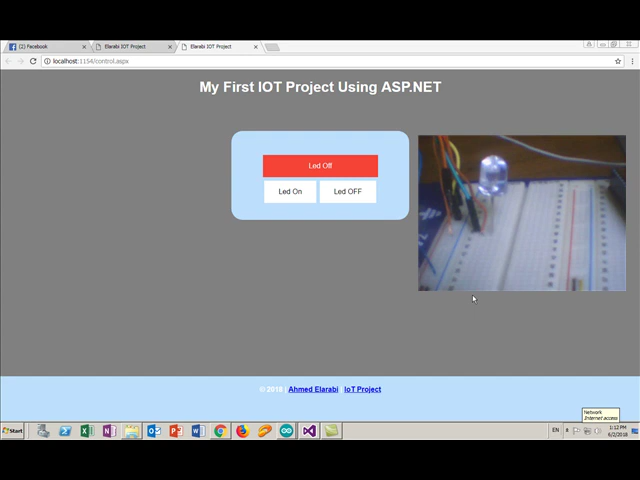 (2) Facebook
Elarabi IOT Project
Elarabi IOT Project
localhost:1154/control.aspx
My First IOT Project Using ASP.NET
Led Off
Led On
Led OFF
© 2018 | Ahmed Elarabi | IoT Project
Network
Internet access
Start
EN
1:12 PM
6/2/2018